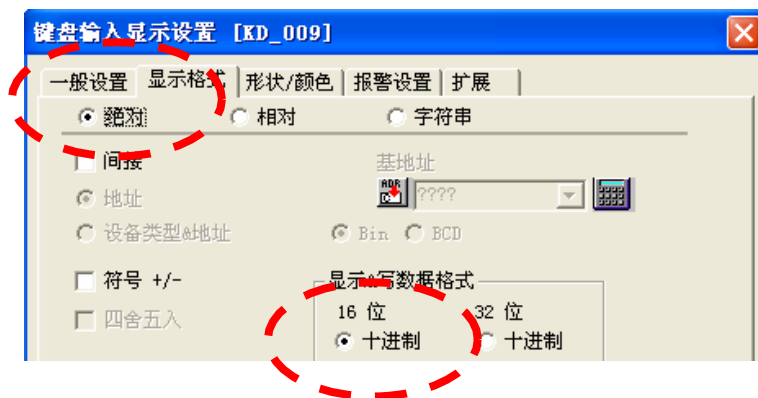 键盘输入显示设置 [KD_009]
一般设置 显示格式 形状/颜色 报警设置 扩展
绝对 相对 字符串
间接 基地址
地址 ADR ????
设备类型&地址 Bin BCD
符号 +/- 显示&写数据格式
四舍五入 16 位 32 位
十进制 十进制